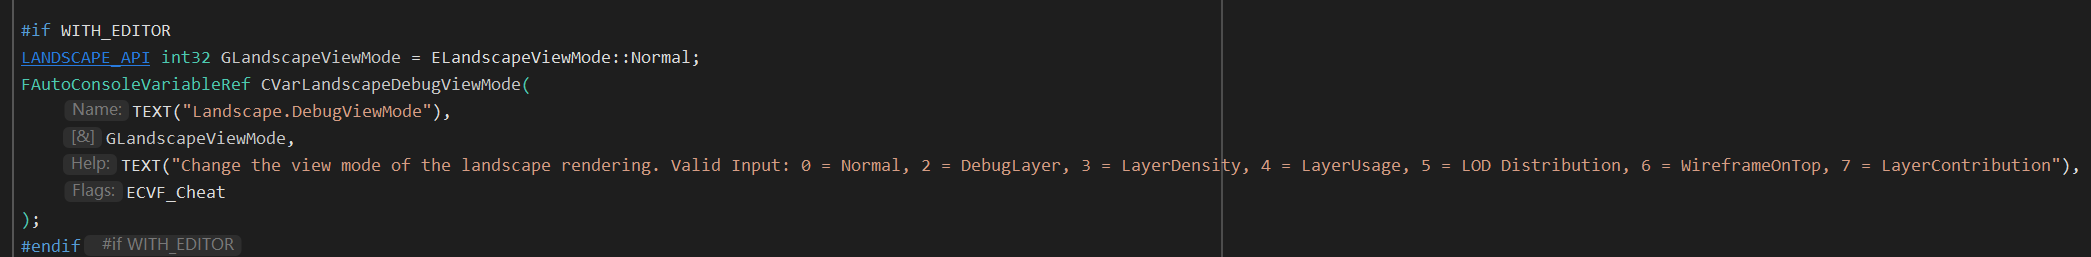 #if WITH_EDITOR
LANDSCAPE_API int32 GLandscapeViewMode = ELandscapeViewMode::Normal;
FAutoConsoleVariableRef CVarLandscapeDebugViewMode(
Name: TEXT("Landscape.DebugViewMode"),
[&] GLandscapeViewMode,
Help: TEXT("Change the view mode of the landscape rendering. Valid Input: 0 = Normal, 2 = DebugLayer, 3 = LayerDensity, 4 = LayerUsage, 5 = LOD Distribution, 6 = WireframeOnTop, 7 = LayerContribution"),
Flags: ECVF_Cheat
);
#endif #if WITH_EDITOR